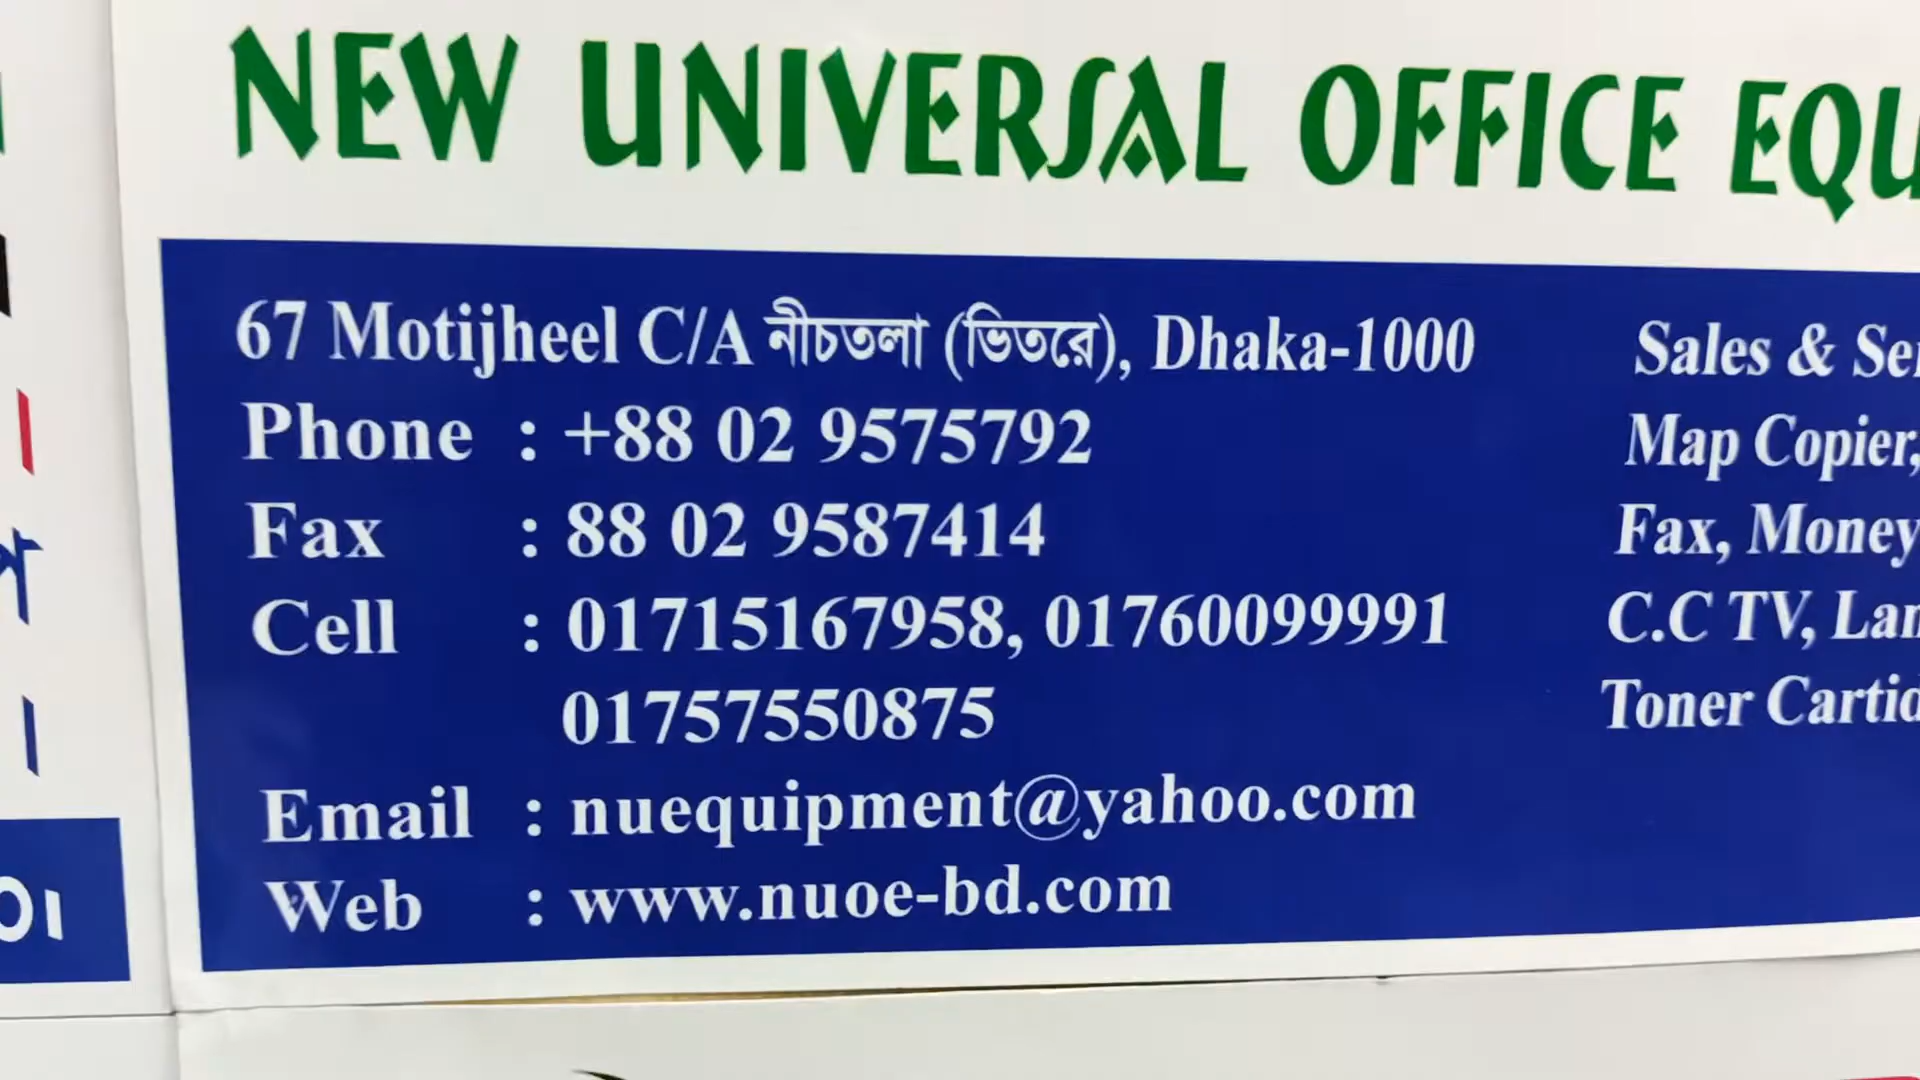 NEW UNIVERSAL OFFICE EQU
67 Motijheel C/A নীচতলা (ভিতরে), Dhaka-1000
Phone : +88 02 9575792
Fax : 88 02 9587414
Cell : 01715167958, 01760099991
01757550875
Email : nuequipment@yahoo.com
Web : www.nuoe-bd.com
Sales & Ser
Map Copier,
Fax, Money
C.C TV, Lam
Toner Cartid